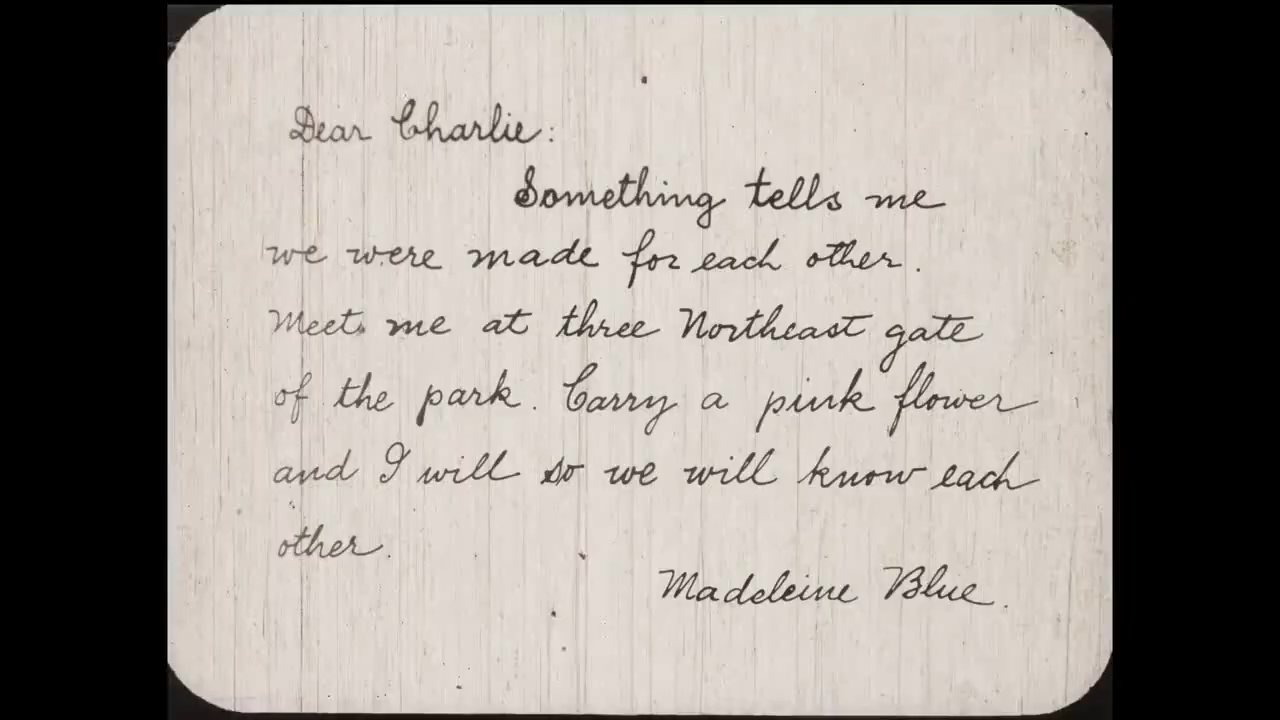 Dear Charlie:
Something tells me
we were made for each other.
Meet me at three Northeast gate
of the park. Carry a pink flower
and I will so we will know each
other.
Madeleine Blue.